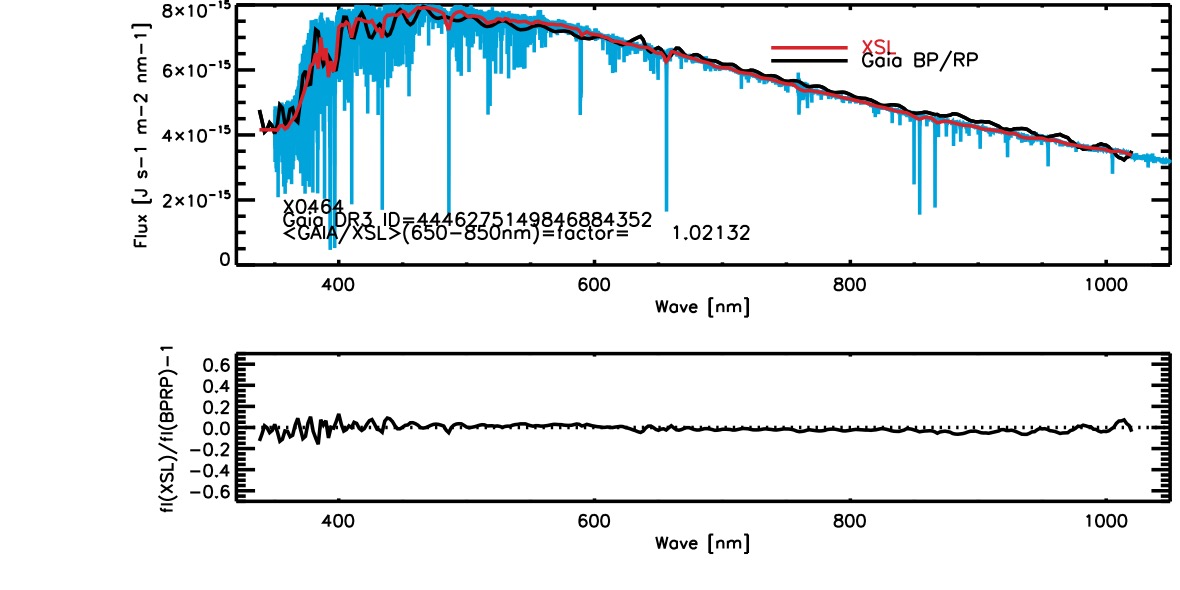 8×10−15
6×10−15
4×10−15
2×10−15
0
Flux [J s−1 m−2 nm−1]
XSL
Gaia BP/RP
X0464
Gaia DR3 ID=4446275149846884352
<GAIA/XSL>(650−850nm)=factor= 1.02132
400 600 800 1000
Wave [nm]
fl(XSL)/fl(BPRP)−1
0.6
0.4
0.2
0.0
−0.2
−0.4
−0.6
400 600 800 1000
Wave [nm]